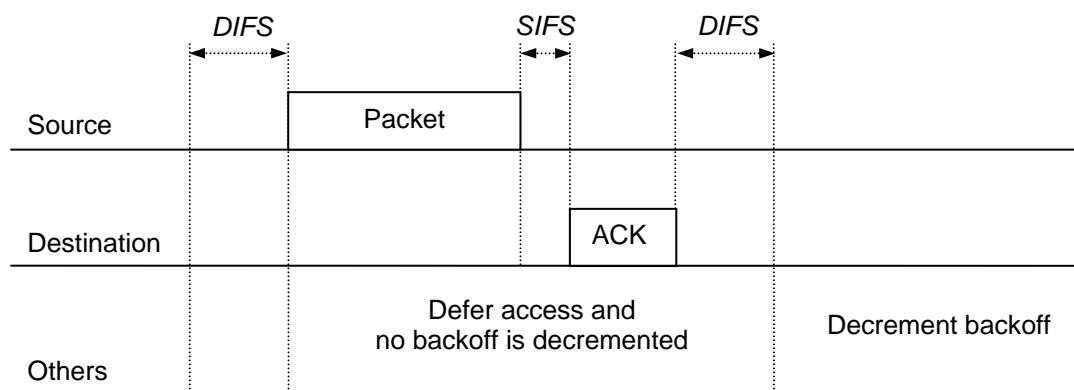 DIFS SIFS DIFS
Source Packet
Destination ACK
Defer access and
no backoff is decremented
Decrement backoff
Others